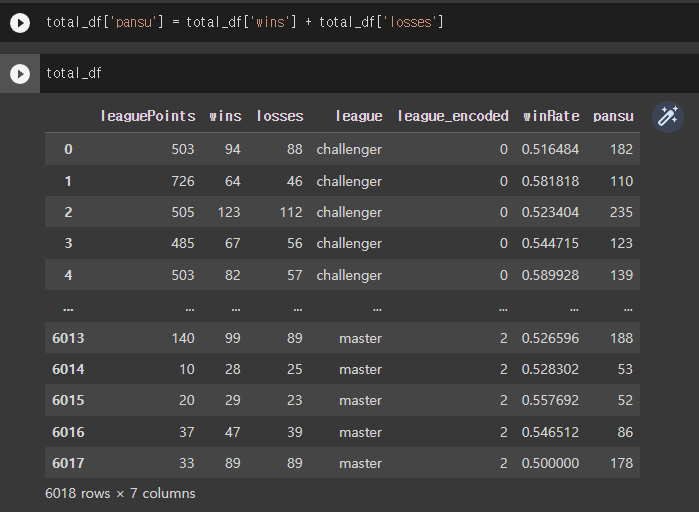 total_df['pansu'] = total_df['wins'] + total_df['losses']
total_df
leaguePoints wins losses league league_encoded winRate pansu
0 503 94 88 challenger 0 0.516484 182
1 726 64 46 challenger 0 0.581818 110
2 505 123 112 challenger 0 0.523404 235
3 485 67 56 challenger 0 0.544715 123
4 503 82 57 challenger 0 0.589928 139
... ... ... ... ... ... ... ...
6013 140 99 89 master 2 0.526596 188
6014 10 28 25 master 2 0.528302 53
6015 20 29 23 master 2 0.557692 52
6016 37 47 39 master 2 0.546512 86
6017 33 89 89 master 2 0.500000 178
6018 rows × 7 columns